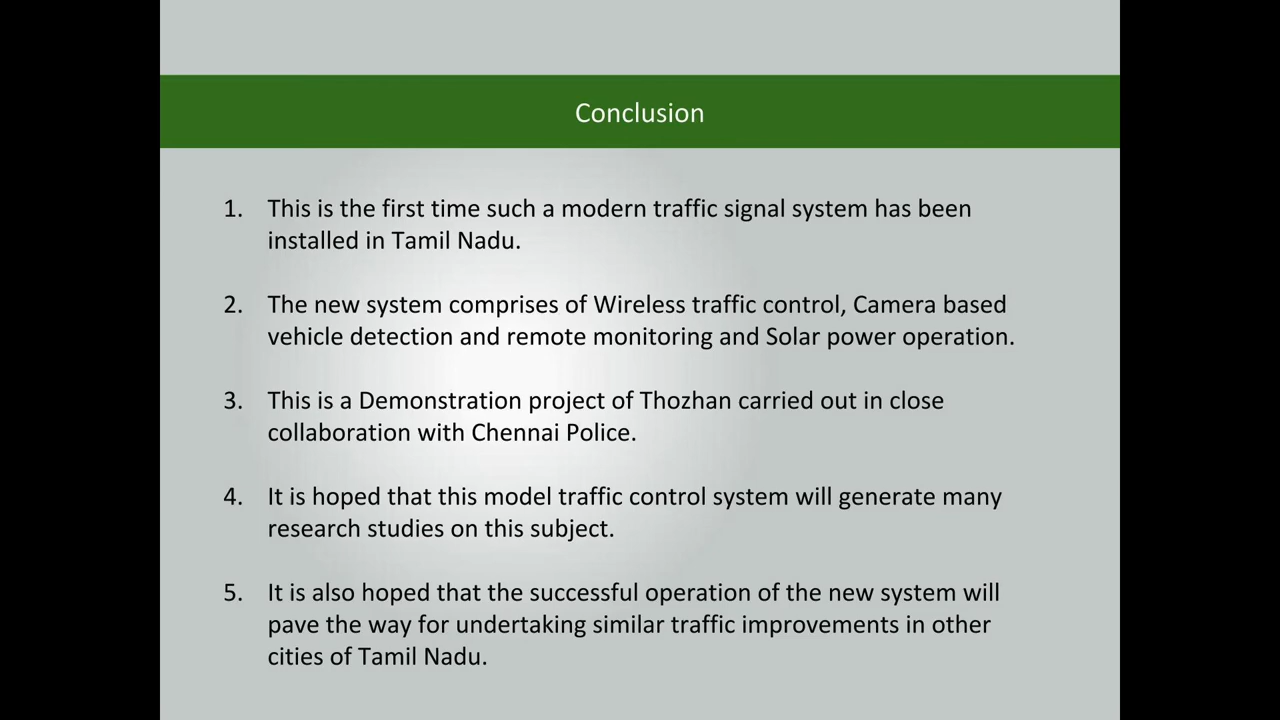 Conclusion
1. This is the first time such a modern traffic signal system has been
installed in Tamil Nadu.
2. The new system comprises of Wireless traffic control, Camera based
vehicle detection and remote monitoring and Solar power operation.
3. This is a Demonstration project of Thozhan carried out in close
collaboration with Chennai Police.
4. It is hoped that this model traffic control system will generate many
research studies on this subject.
5. It is also hoped that the successful operation of the new system will
pave the way for undertaking similar traffic improvements in other
cities of Tamil Nadu.